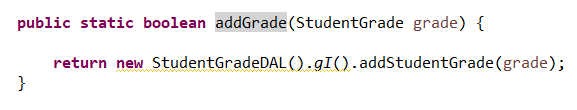 public static boolean addGrade(StudentGrade grade) {
return new StudentGradeDAL().gI().addStudentGrade(grade);
}